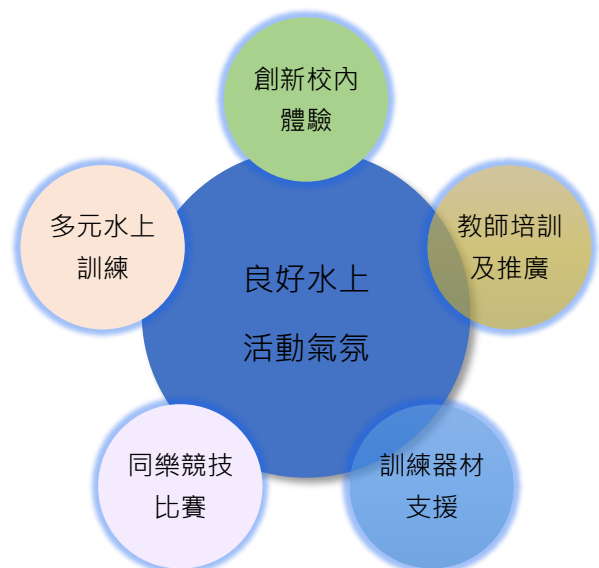 創新校內
體驗
多元水上
訓練
教師培訓
及推廣
良好水上
活動氣氛
同樂競技
比賽
訓練器材
支援